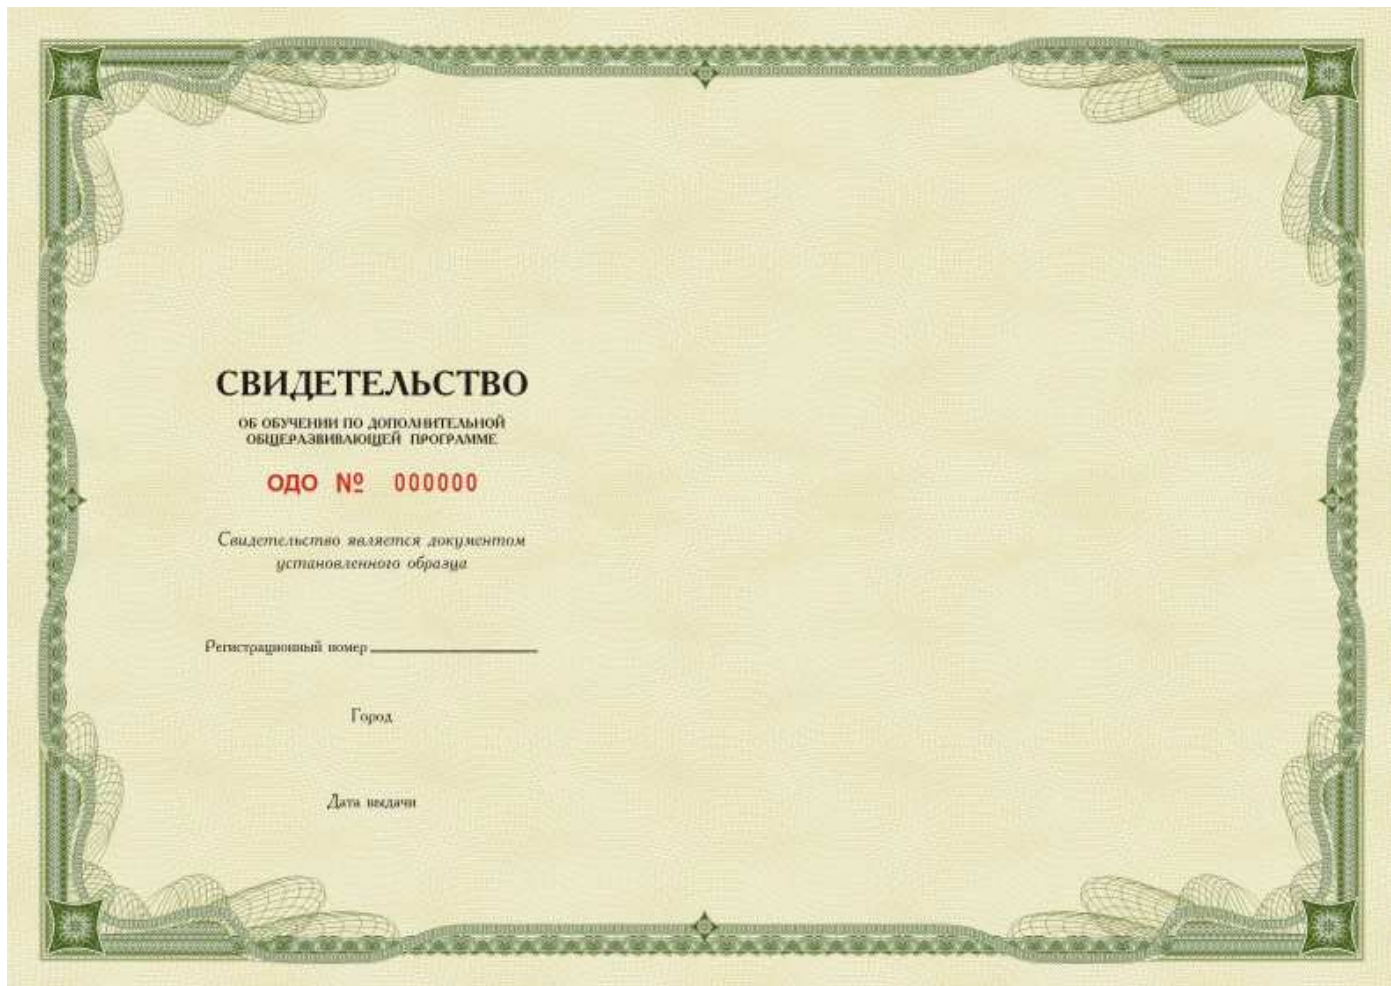 СВИДЕТЕЛЬСТВО
ОБ ОБУЧЕНИИ ПО ДОПОЛНИТЕЛЬНОЙ
ОБЩЕРАЗВИВАЮЩЕЙ ПРОГРАММЕ
ОДО № 000000
Свидетельство является документом
установленного образца
Регистрационный номер
Город
Дата выдачи